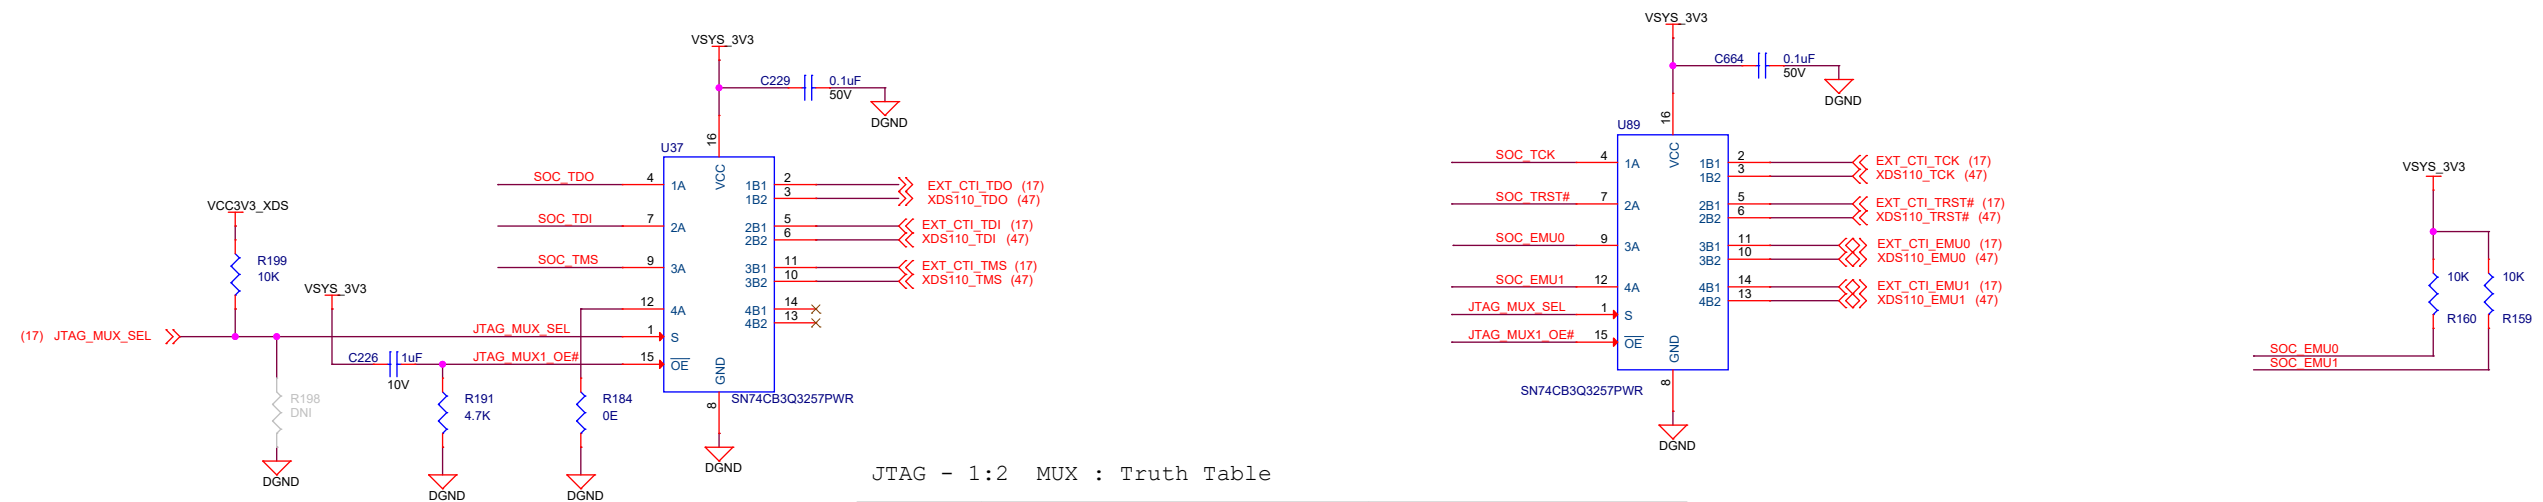 VSYS_3V3
C229
0.1uF
50V
DGND
U37
16
VCC
SOC_TDO
4
1A
1B1
2
EXT_CTI_TDO (17)
1B2
3
XDS110_TDO (47)
SOC_TDI
7
2A
2B1
5
EXT_CTI_TDI (17)
2B2
6
XDS110_TDI (47)
SOC_TMS
9
3A
3B1
11
EXT_CTI_TMS (17)
3B2
10
XDS110_TMS (47)
12
4A
4B1
14
4B2
13
(17) JTAG_MUX_SEL
JTAG_MUX_SEL
1
S
JTAG_MUX1_OE#
15
OE
GND
8
SN74CB3Q3257PWR
DGND
VCC3V3_XDS
R199
10K
VSYS_3V3
C226
1uF
10V
R198
DNI
DGND
R191
4.7K
DGND
R184
0E
DGND
JTAG - 1:2 MUX : Truth Table
VSYS_3V3
C664
0.1uF
50V
DGND
U89
16
VCC
SOC_TCK
4
1A
1B1
2
EXT_CTI_TCK (17)
1B2
3
XDS110_TCK (47)
SOC_TRST#
7
2A
2B1
5
EXT_CTI_TRST# (17)
2B2
6
XDS110_TRST# (47)
SOC_EMU0
9
3A
3B1
11
EXT_CTI_EMU0 (17)
3B2
10
XDS110_EMU0 (47)
SOC_EMU1
12
4A
4B1
14
EXT_CTI_EMU1 (17)
4B2
13
XDS110_EMU1 (47)
JTAG_MUX_SEL
1
S
JTAG_MUX1_OE#
15
OE
GND
8
SN74CB3Q3257PWR
DGND
VSYS_3V3
10K
R160
10K
R159
SOC_EMU0
SOC_EMU1